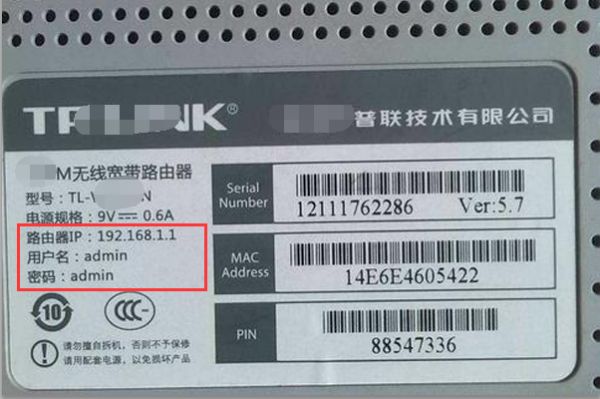 TP-LINK® 普联技术有限公司
M无线宽带路由器
型号：TL-W N
电源规格：9V⎓0.6A
路由器IP：192.168.1.1
用户名：admin
密码：admin
10
CCC
请勿擅自拆机，否则不予保修
请用配套电源，以免损坏产品
Serial
Number
12111762286 Ver:5.7
MAC
Address
14E6E4605422
PIN
88547336